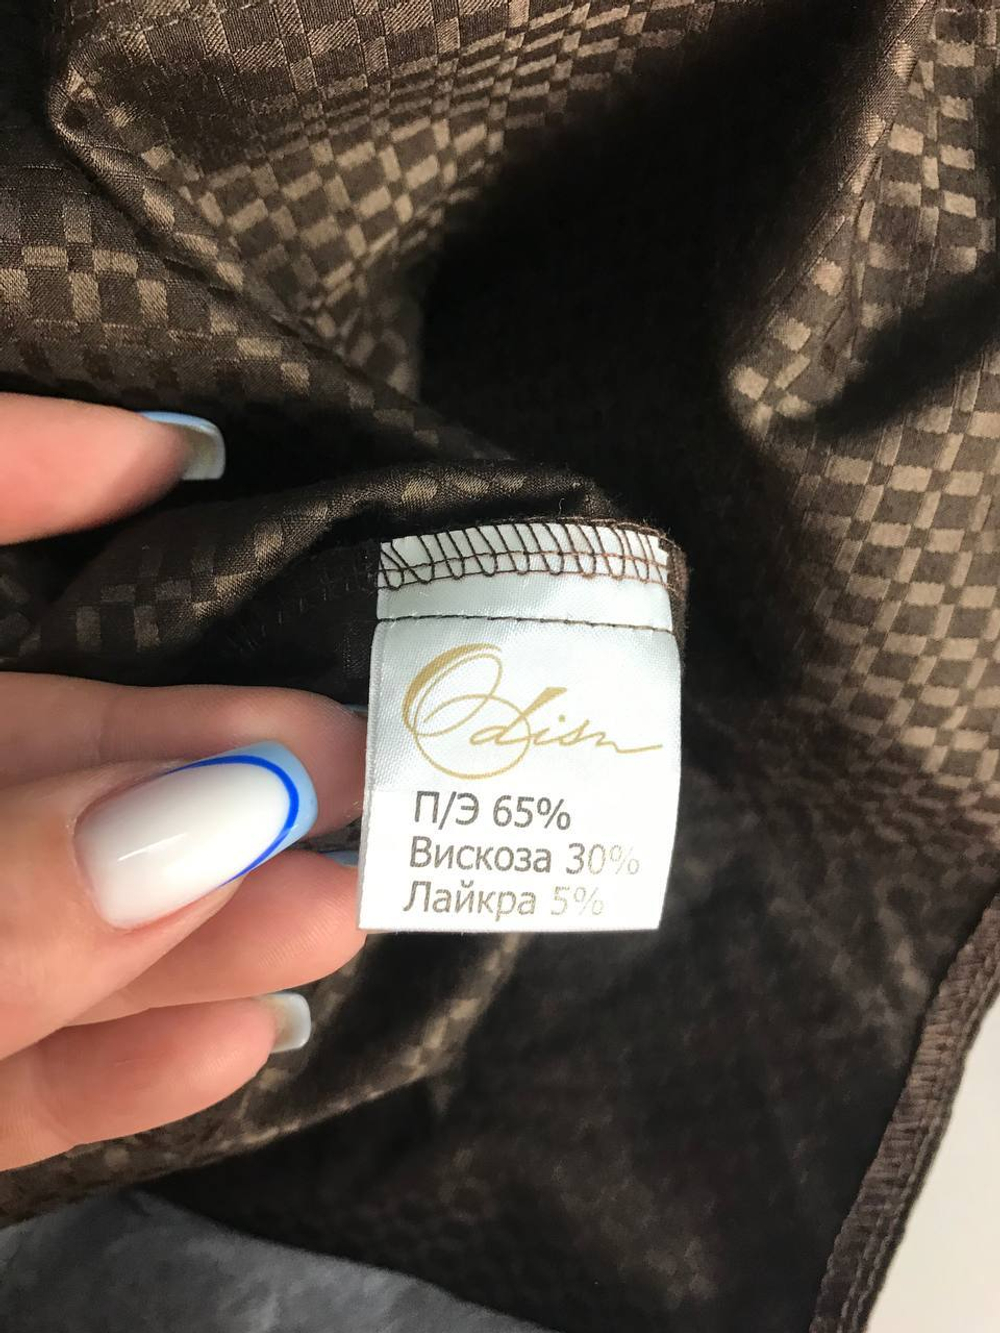 Odisn
П/Э 65%
Вискоза 30%
Лайкра 5%